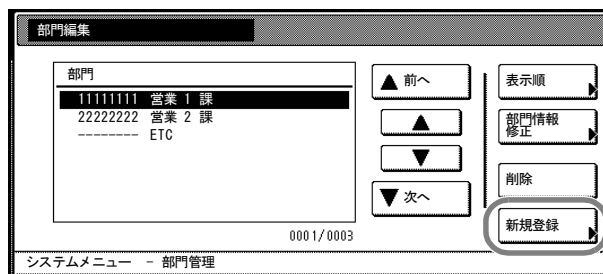 部門編集
部門
11111111 営業 1 課
22222222 営業 2 課
-------- ETC
0001/0003
▲ 前へ
▲
▼
▼ 次へ
表示順
部門情報
修正
削除
新規登録
システムメニュー - 部門管理